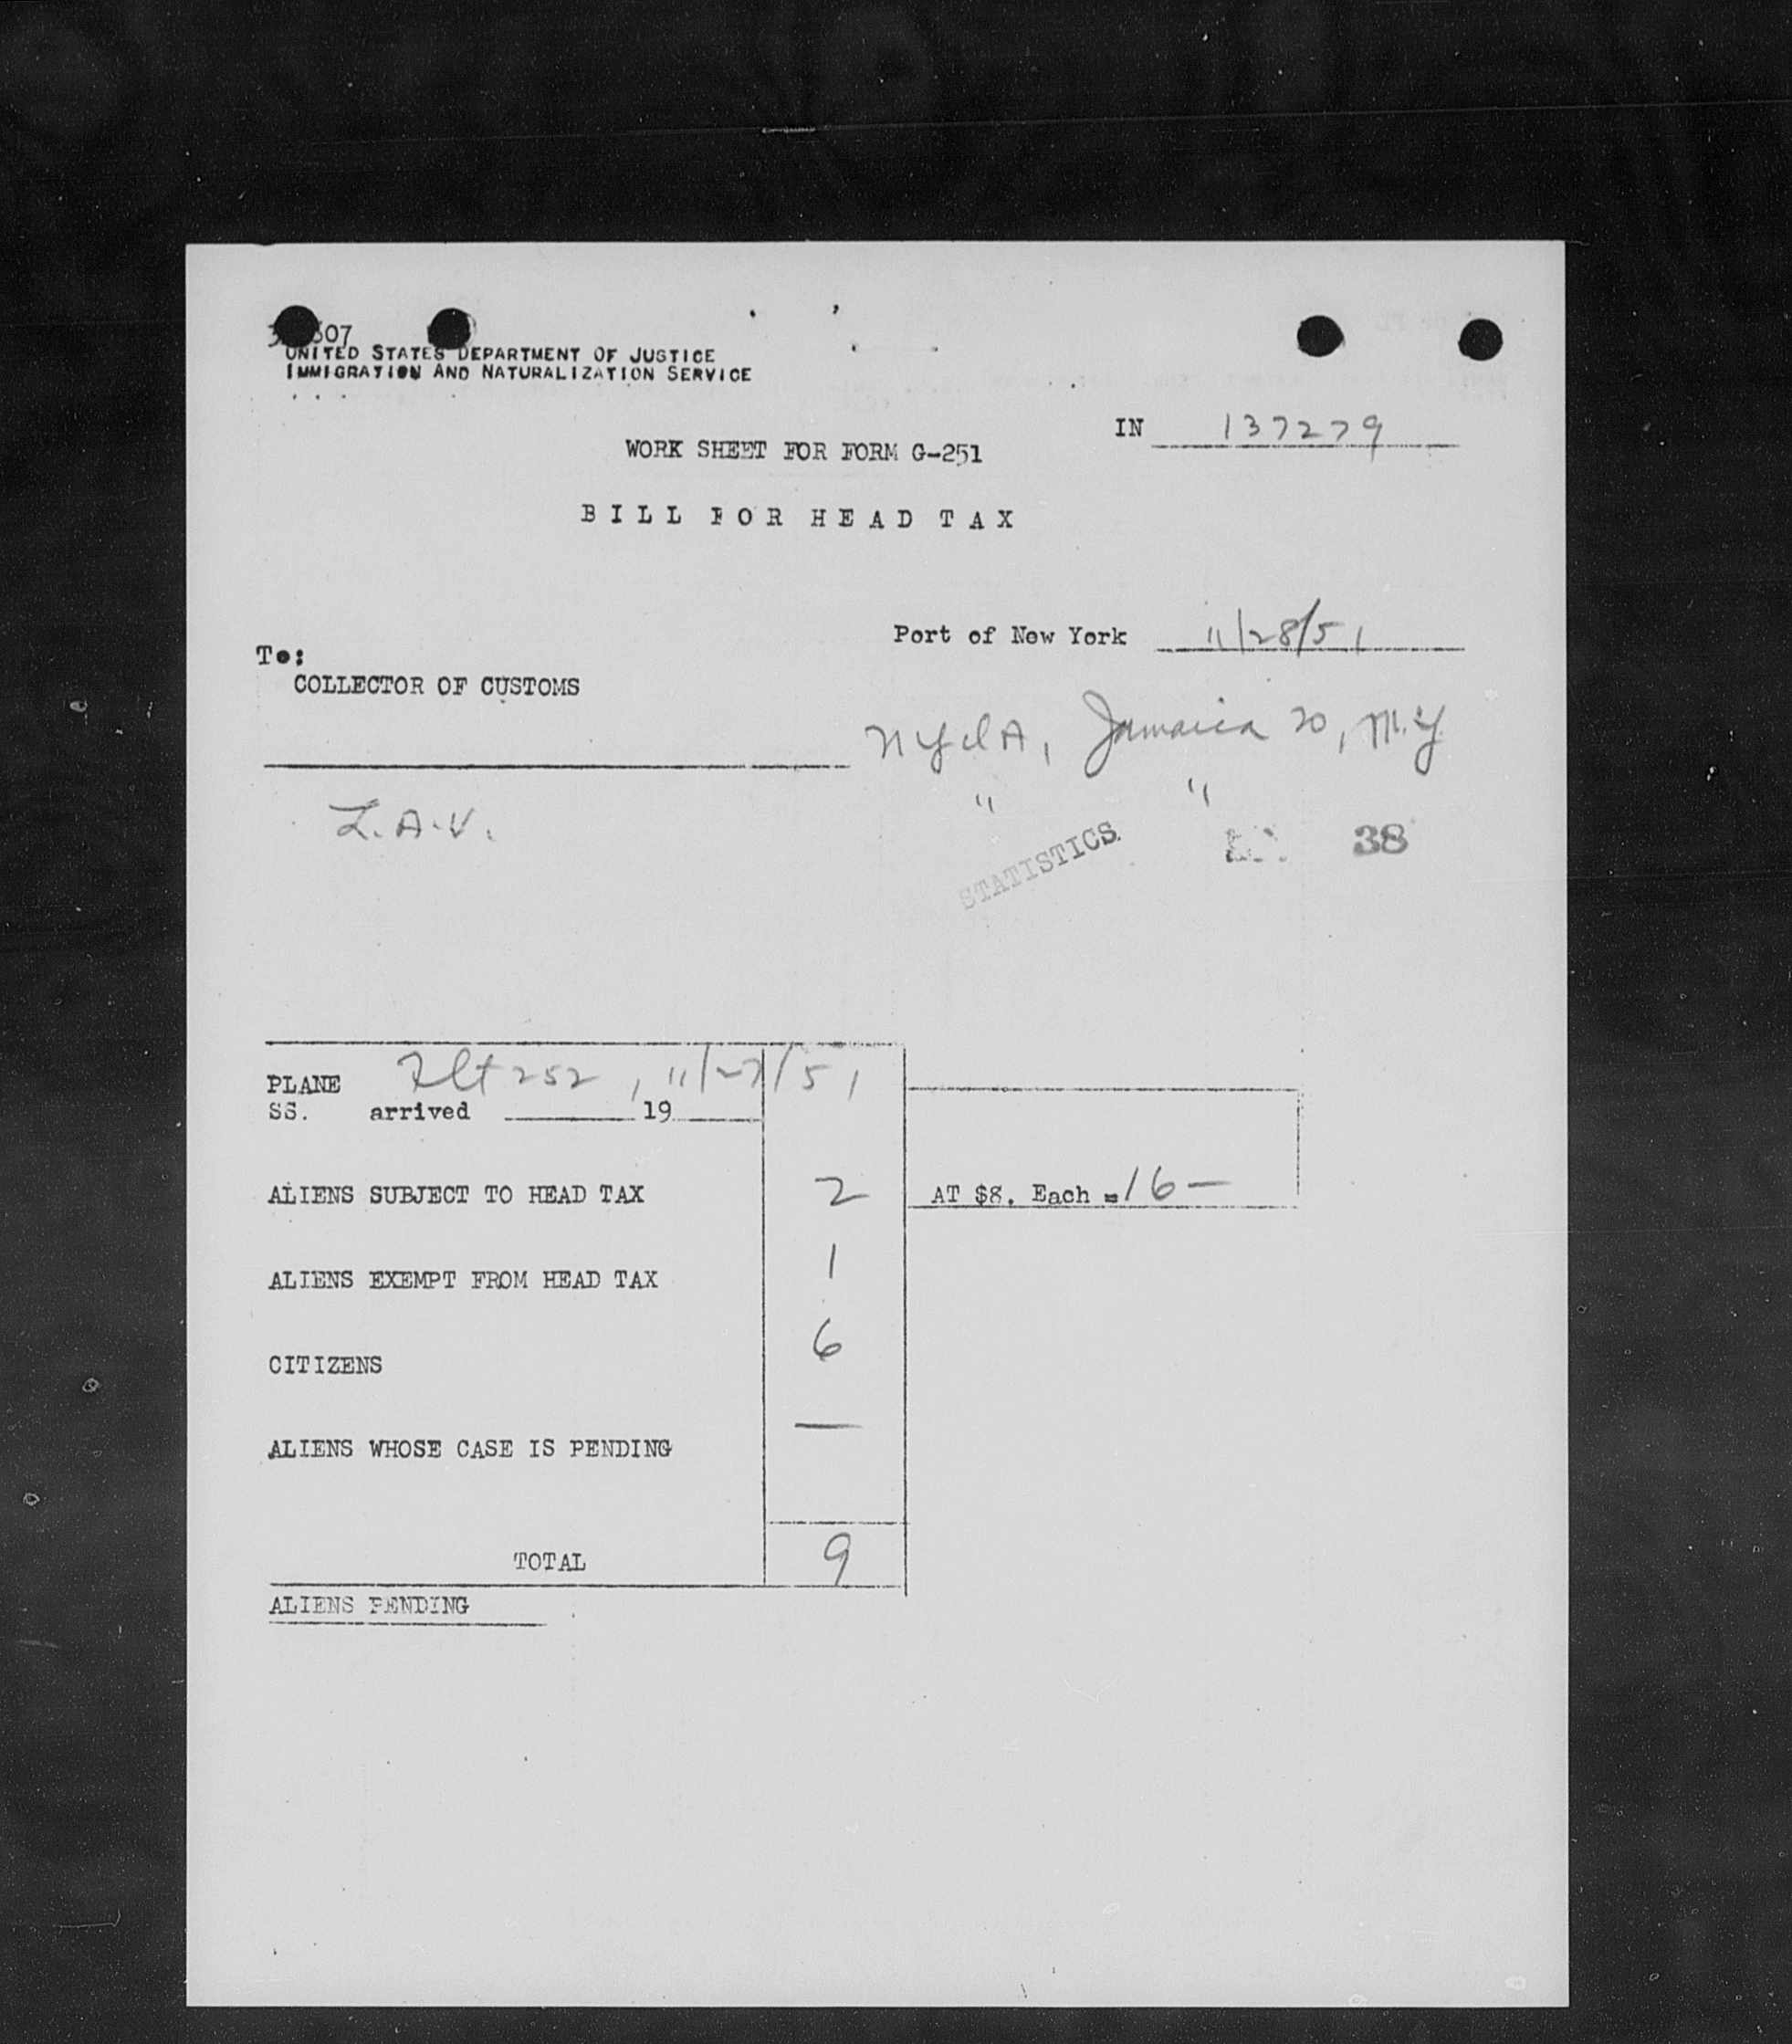 607
UNITED STATES DEPARTMENT OF JUSTICE
IMMIGRATION AND NATURALIZATION SERVICE
IN 137279
WORK SHEET FOR FORM G-251
BILL FOR HEAD TAX
Port of New York 11/28/51
To:
COLLECTOR OF CUSTOMS
NYIA, Jamaica 20, N.Y.
" "
L.A.V.
STATISTICS
38
PLANE Flt 252, 11/27/51
SS. arrived 19
ALIENS SUBJECT TO HEAD TAX 2 AT $8. Each = 16 —
ALIENS EXEMPT FROM HEAD TAX 1
CITIZENS 6
ALIENS WHOSE CASE IS PENDING —
TOTAL 9
ALIENS PENDING